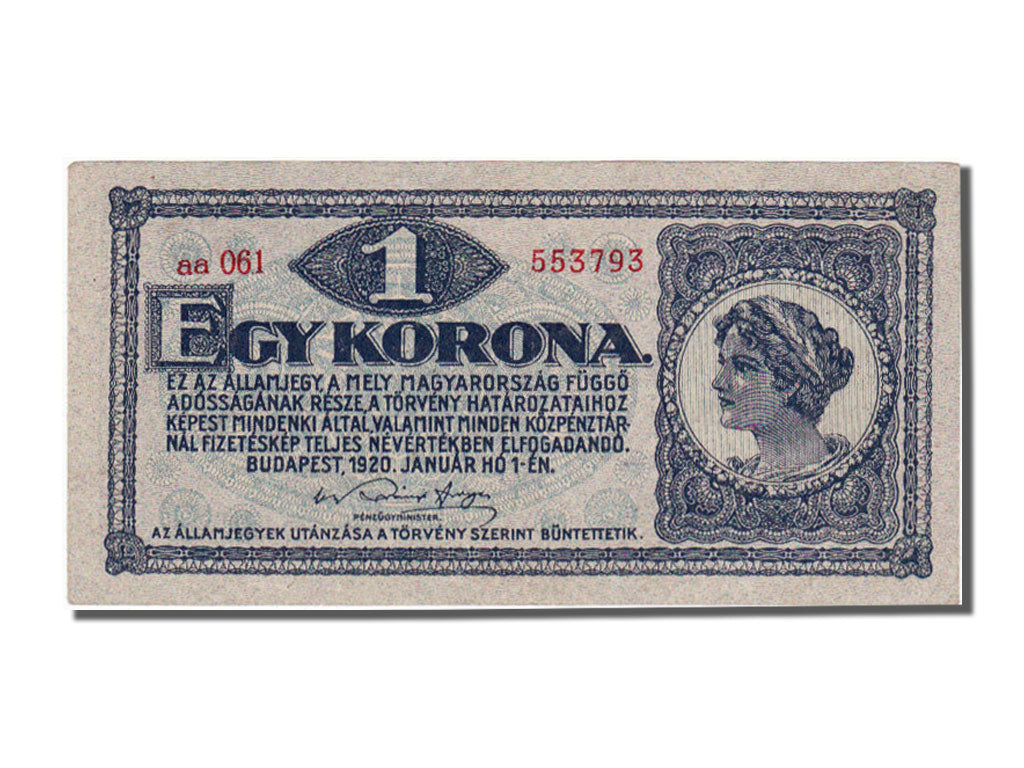 aa 061 1 553793
EGY KORONA.
EZ AZ ÁLLAMJEGY, A MELY MAGYARORSZÁG FÜGGŐ
ADÓSSÁGÁNAK RÉSZE, A TÖRVÉNY HATÁROZATAIHOZ
KÉPEST MINDENKI ÁLTAL, VALAMINT MINDEN KÖZPÉNZTÁR-
NÁL FIZETÉSKÉP TELJES NÉVÉRTÉKBEN ELFOGADANDÓ.
BUDAPEST, 1920. JANUÁR HÓ 1-ÉN.
PÉNZÜGYMINISTER.
AZ ÁLLAMJEGYEK UTÁNZÁSA A TÖRVÉNY SZERINT BÜNTETTETIK.